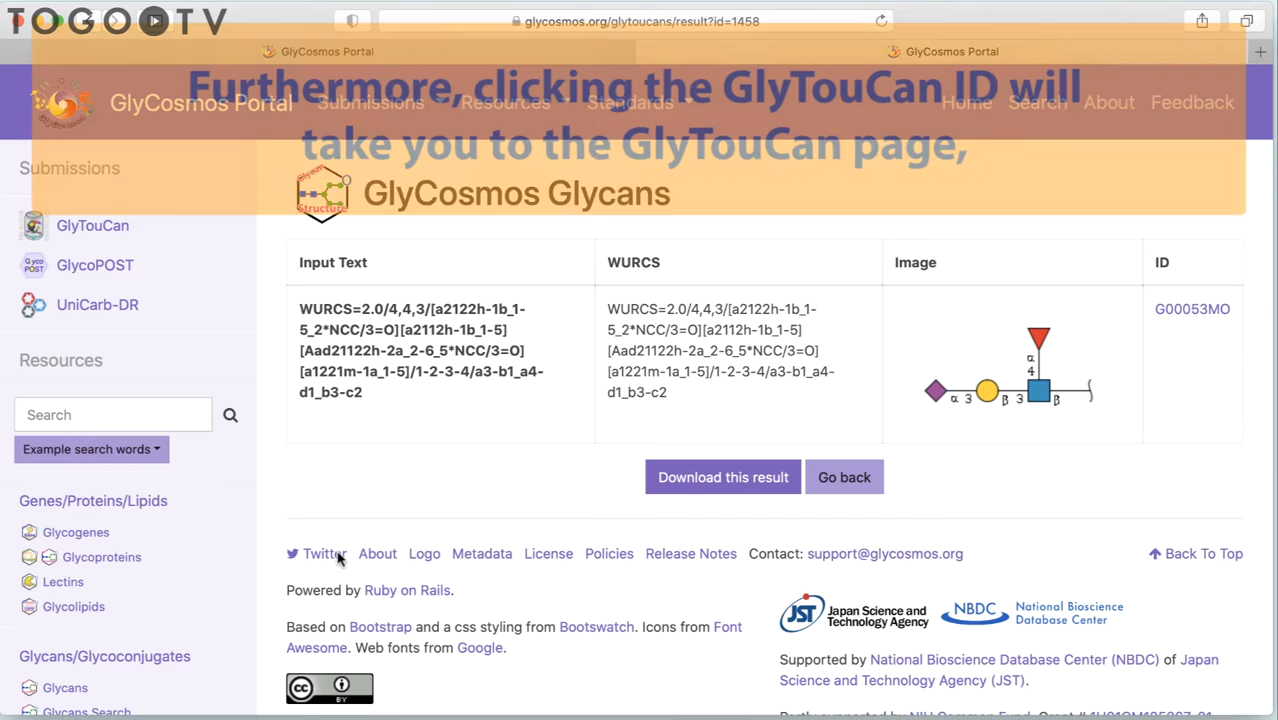 TOGO TV
glycosmos.org/glytoucans/result?id=1458
GlyCosmos Portal
GlyCosmos Portal
Furthermore, clicking the GlyTouCan ID will
take you to the GlyTouCan page,
GlyCosmos Portal
Submissions
Resources
Standards
Home
Search
About
Feedback
Submissions
GlyTouCan
GlycoPOST
UniCarb-DR
Resources
Search
Example search words
Genes/Proteins/Lipids
Glycogenes
Glycoproteins
Lectins
Glycolipids
Glycans/Glycoconjugates
Glycans
Glycans Search
Glycan
Structure
GlyCosmos Glycans
Input Text
WURCS
Image
ID
WURCS=2.0/4,4,3/[a2122h-1b_1-
5_2*NCC/3=O][a2112h-1b_1-5]
[Aad21122h-2a_2-6_5*NCC/3=O]
[a1221m-1a_1-5]/1-2-3-4/a3-b1_a4-
d1_b3-c2
WURCS=2.0/4,4,3/[a2122h-1b_1-
5_2*NCC/3=O][a2112h-1b_1-5]
[Aad21122h-2a_2-6_5*NCC/3=O]
[a1221m-1a_1-5]/1-2-3-4/a3-b1_a4-
d1_b3-c2
α
4
α 3 β 3 β
G00053MO
Download this result
Go back
Twitter About Logo Metadata License Policies Release Notes Contact: support@glycosmos.org
Back To Top
Powered by Ruby on Rails.
Based on Bootstrap and a css styling from Bootswatch. Icons from Font
Awesome. Web fonts from Google.
cc BY
JST Japan Science and
Technology Agency
NBDC National Bioscience
Database Center
Supported by National Bioscience Database Center (NBDC) of Japan
Science and Technology Agency (JST).